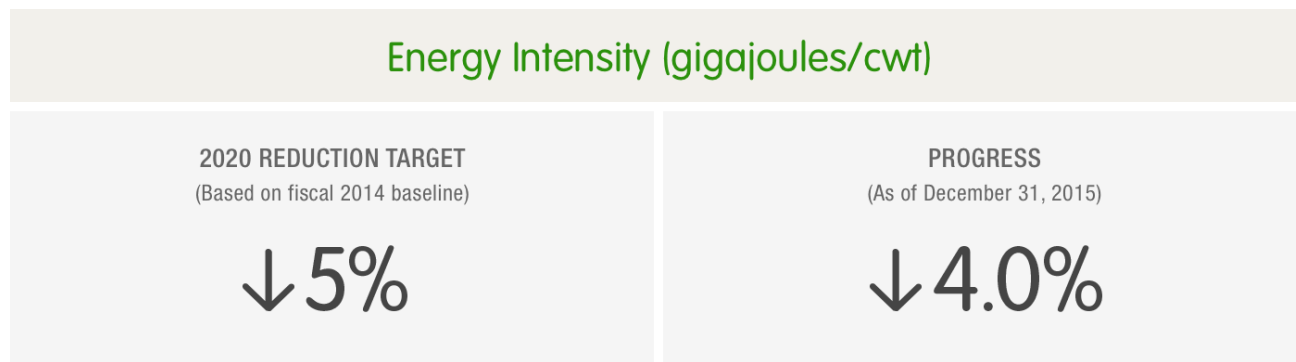 Energy Intensity (gigajoules/cwt)
2020 REDUCTION TARGET
(Based on fiscal 2014 baseline)
↓5%
PROGRESS
(As of December 31, 2015)
↓4.0%